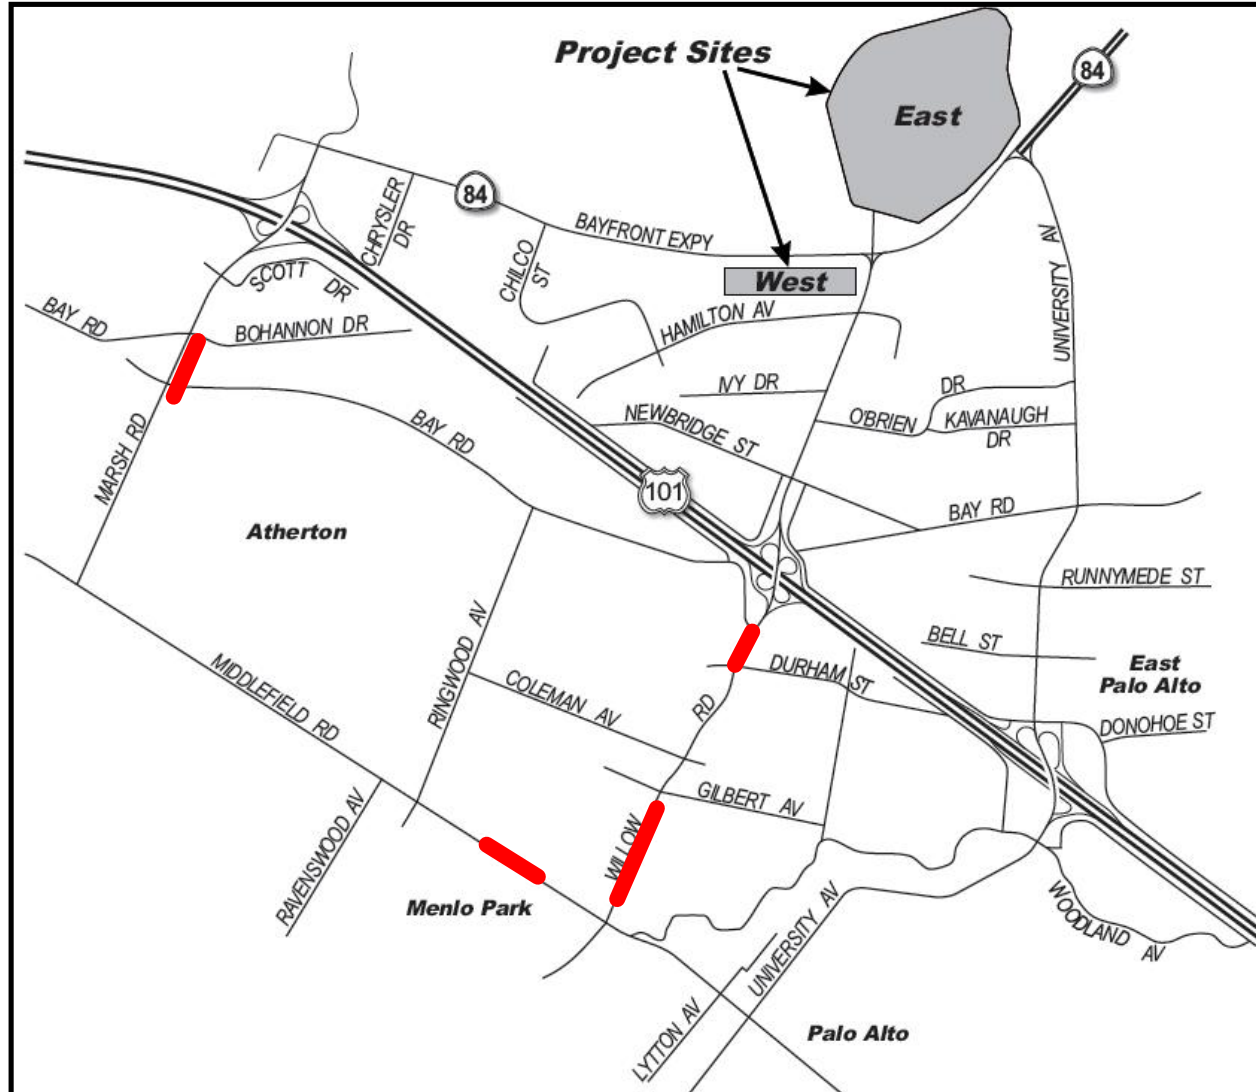 Project Sites
East
84
84
CHRYSLER
DR
BAYFRONT EXPY
UNIVERSITY AV
SCOTT DR
CHILCO
ST
West
BAY RD
BOHANNON DR
HAMILTON AV
IVY DR
DR
O'BRIEN
KAVANAUGH
DR
NEWBRIDGE ST
BAY RD
MARSH RD
101
BAY RD
Atherton
RUNNYMEDE ST
BELL ST
East
Palo Alto
DURHAM ST
RINGWOOD AV
COLEMAN AV
RD
MIDDLEFIELD RD
DONOHOE ST
GILBERT AV
WILLOW
RAVENSWOOD AV
Menlo Park
WOODLAND AV
UNIVERSITY AV
LYTTON AV
Palo Alto